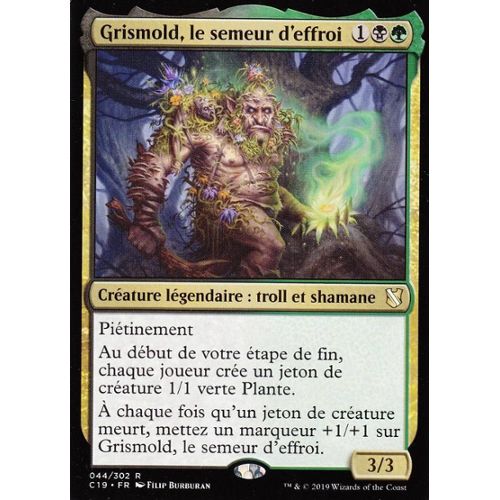 Grismold, le semeur d'effroi 1
Créature légendaire : troll et shamane
Piétinement
Au début de votre étape de fin,
chaque joueur crée un jeton de
créature 1/1 verte Plante.
À chaque fois qu'un jeton de créature
meurt, mettez un marqueur +1/+1 sur
Grismold, le semeur d'effroi.
3/3
044/302 R
C19 • FR Filip Burburan
™ & © 2019 Wizards of the Coast